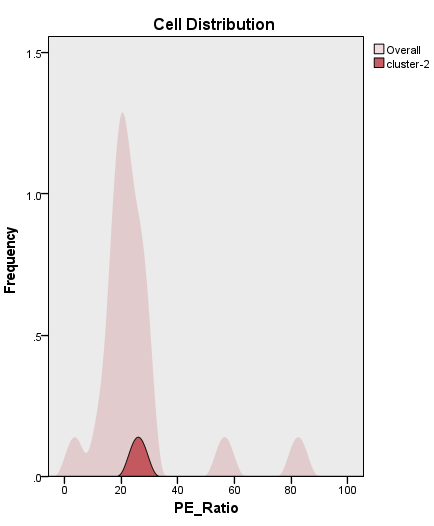 Cell Distribution
Overall
cluster-2
1.5
1.0
.5
.0
Frequency
0 20 40 60 80 100
PE_Ratio